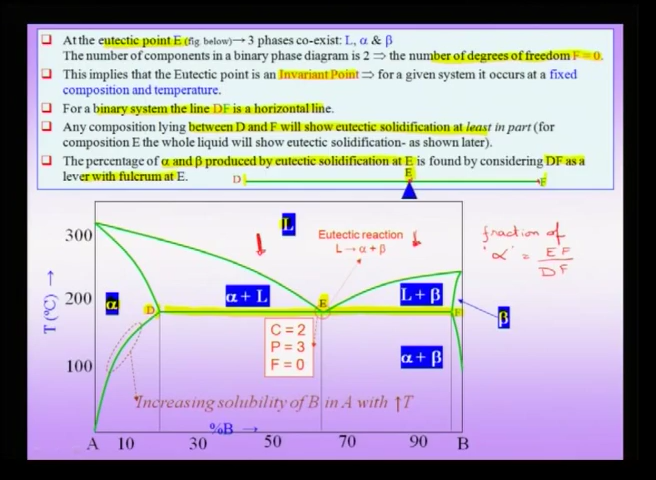 ❑ At the eutectic point E (fig. below) → 3 phases co-exist: L, α & β
The number of components in a binary phase diagram is 2 ⇒ the number of degrees of freedom F = 0.
❑ This implies that the Eutectic point is an Invariant Point ⇒ for a given system it occurs at a fixed
composition and temperature.
❑ For a binary system the line DF is a horizontal line.
❑ Any composition lying between D and F will show eutectic solidification at least in part (for
composition E the whole liquid will show eutectic solidification- as shown later).
❑ The percentage of α and β produced by eutectic solidification at E is found by considering DF as a
lever with fulcrum at E.
D E F
L
Eutectic reaction
L → α + β
fraction of
'α' = EF
DF
300
200
100
T (°C) →
α
D
α + L
E
L + β
F
β
C = 2
P = 3
F = 0
α + β
Increasing solubility of B in A with ↑T
%B →
A 10 30 50 70 90 B